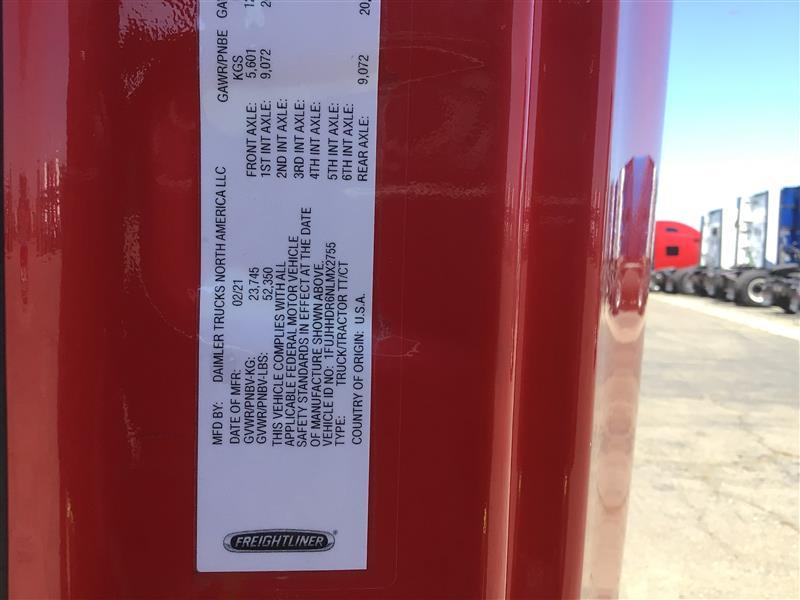 MFD BY: DAIMLER TRUCKS NORTH AMERICA LLC
DATE OF MFR: 02/21
GVWR/PNBV-KG: 23,745
GVWR/PNBV-LBS: 52,350
THIS VEHICLE COMPLIES WITH ALL
APPLICABLE FEDERAL MOTOR VEHICLE
SAFETY STANDARDS IN EFFECT AT THE DATE
OF MANUFACTURE SHOWN ABOVE.
VEHICLE ID NO: 1FUJHHDR6NLMX2755
TYPE: TRUCK/TRACTOR TT/CT
COUNTRY OF ORIGIN: U.S.A.
GAWR/PNBE
KGS
FRONT AXLE: 5,601
1ST INT AXLE: 9,072
2ND INT AXLE:
3RD INT AXLE:
4TH INT AXLE:
5TH INT AXLE:
6TH INT AXLE:
REAR AXLE: 9,072
FREIGHTLINER